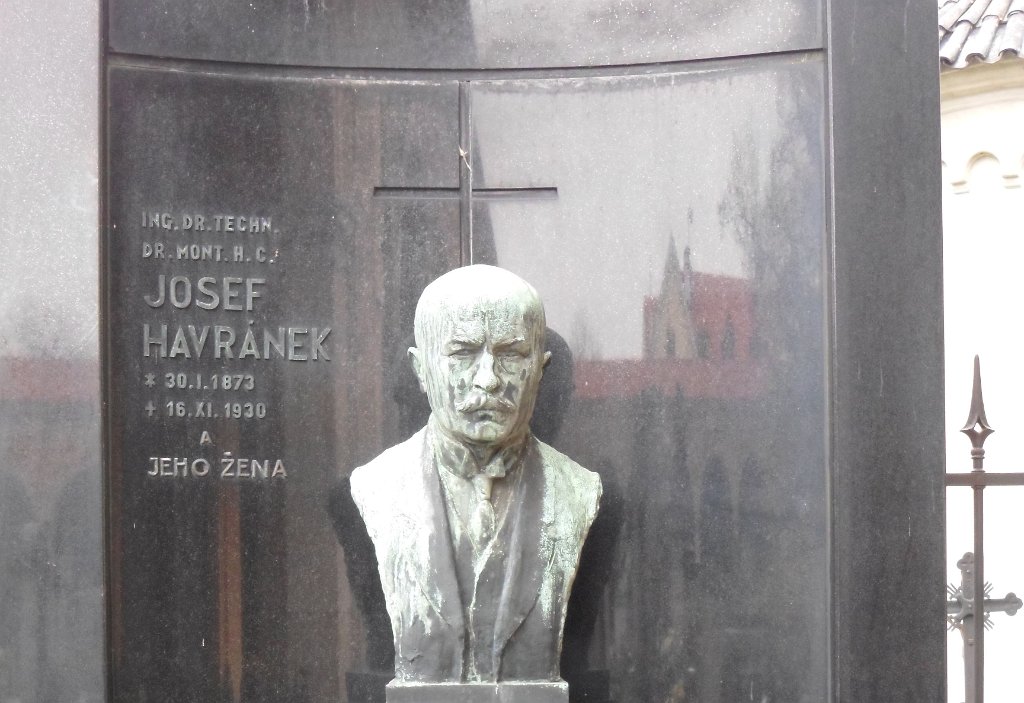 ING. DR. TECHN.
DR. MONT. H. C.
JOSEF
HAVRÁNEK
* 30.I.1873
+ 16.XI.1930
A
JEHO ŽENA